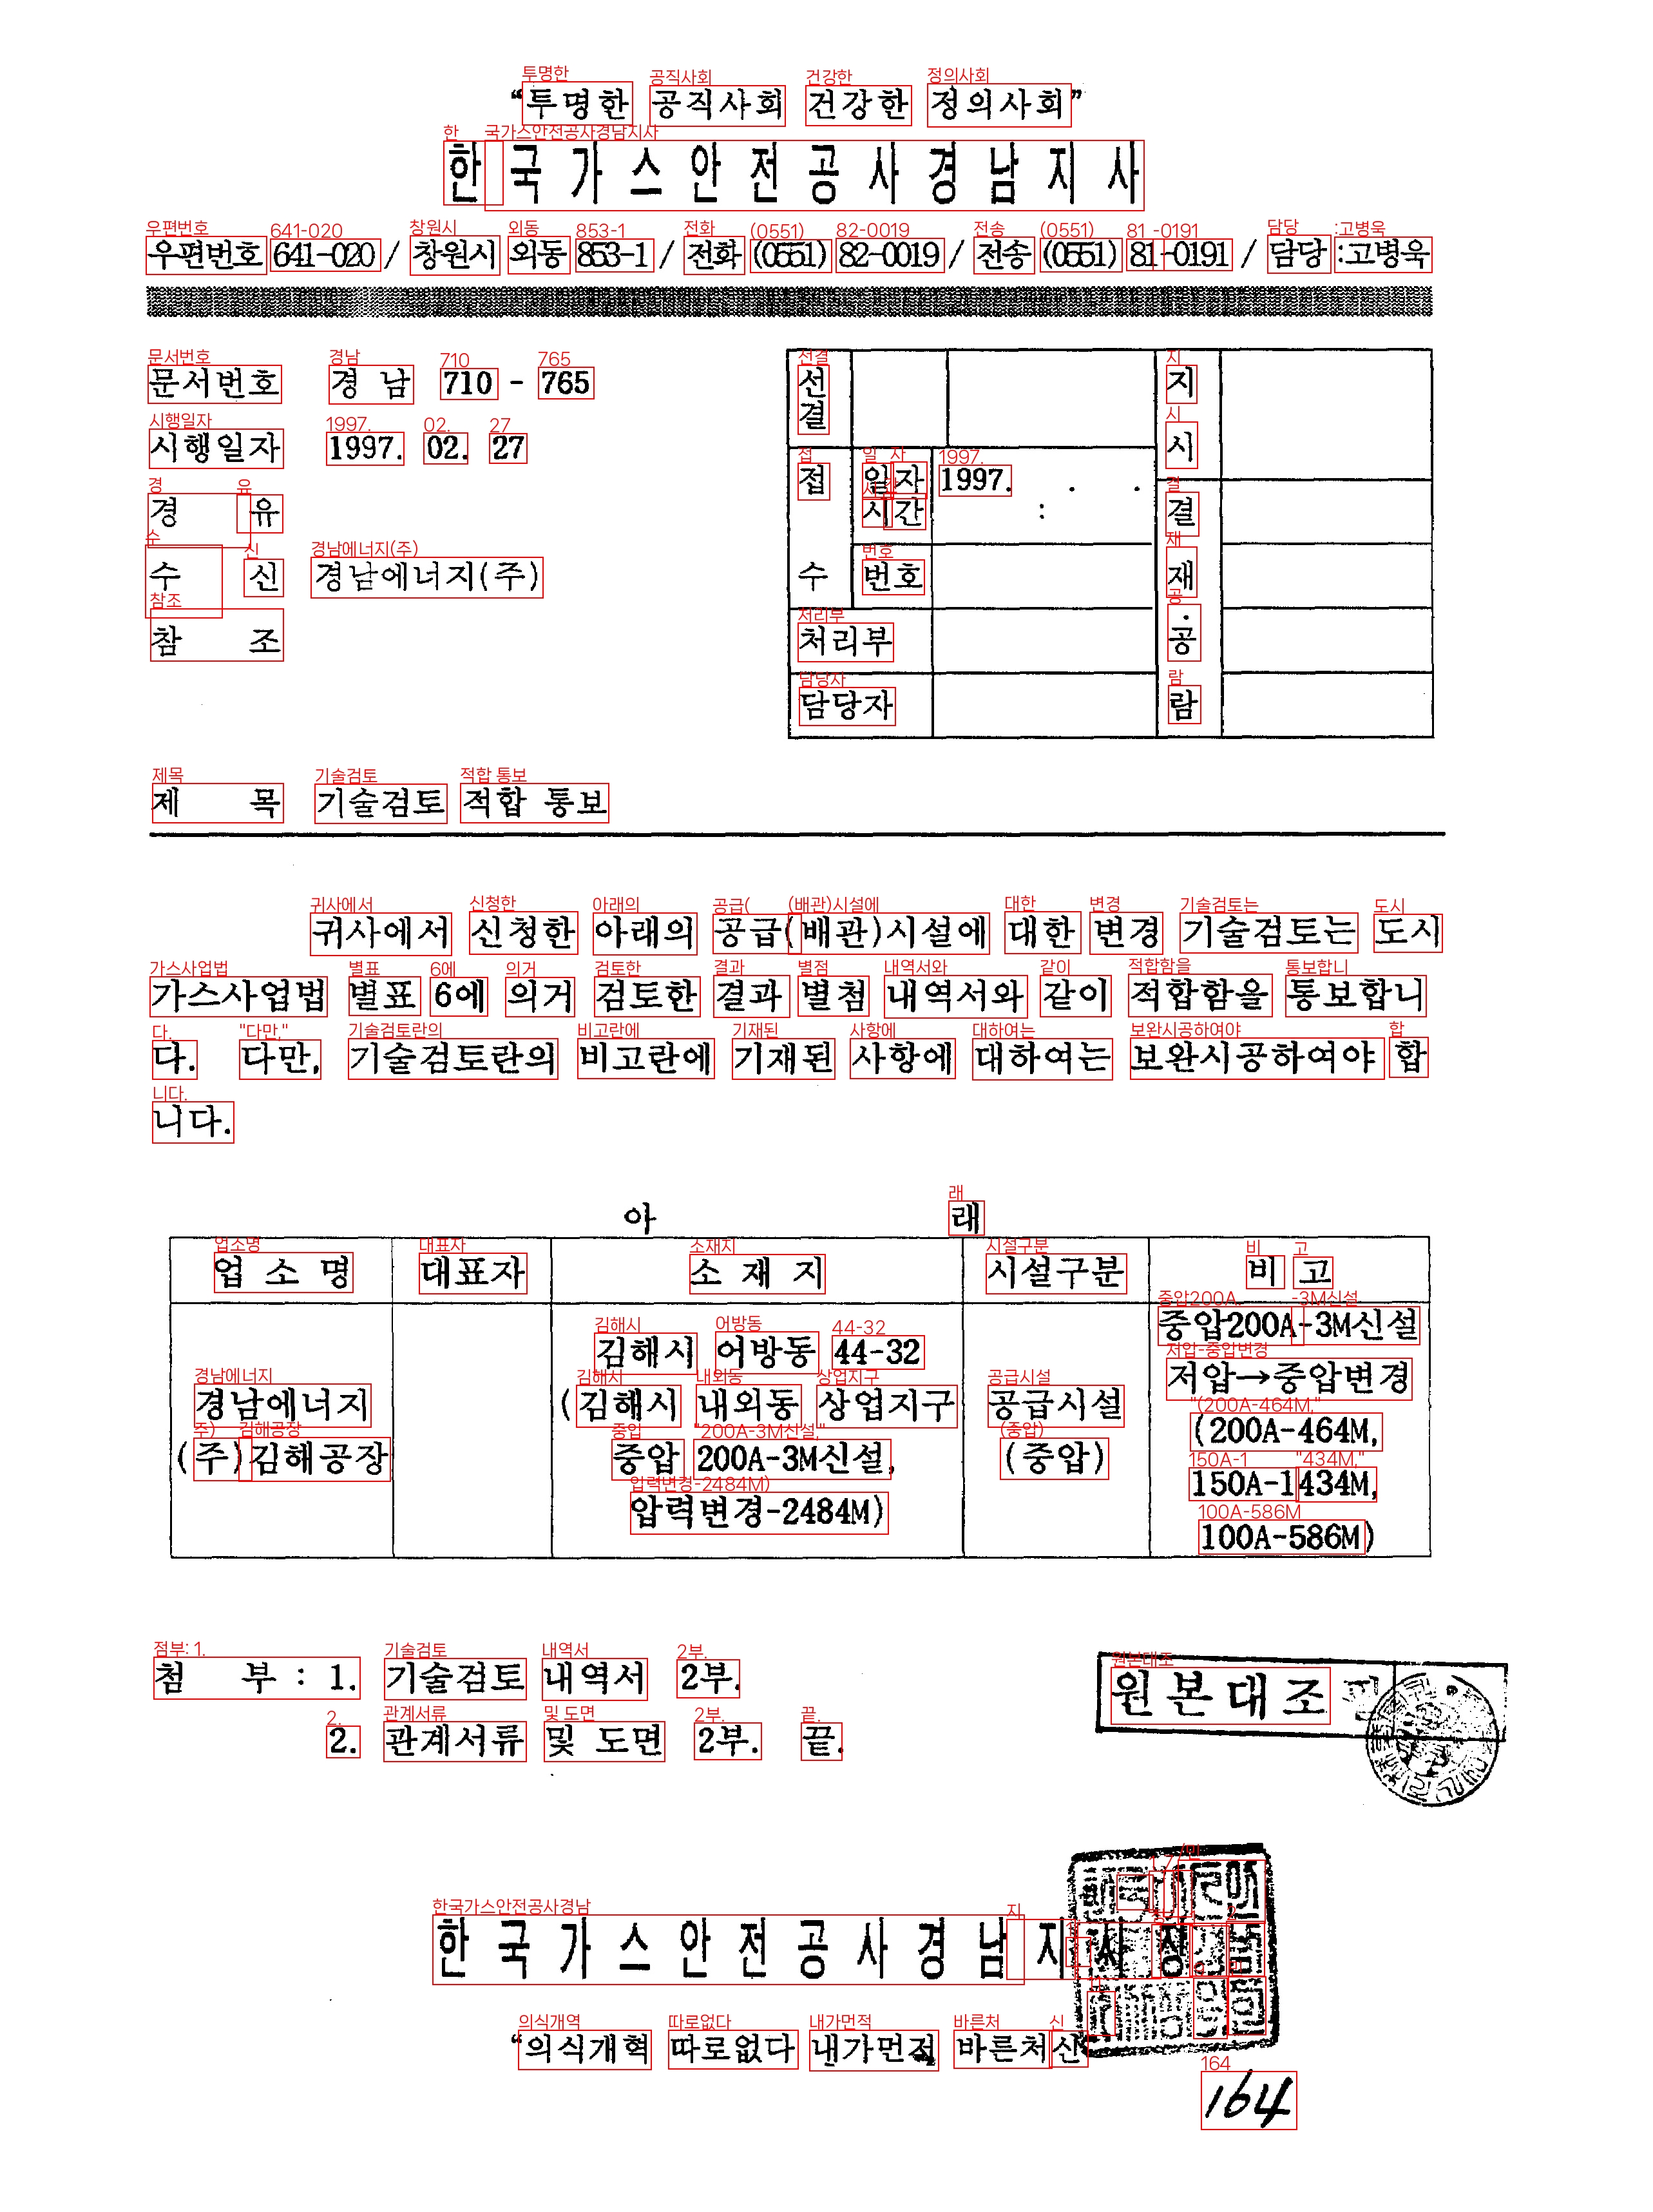 “투명한 공직사회 건강한 정의사회”
한국가스안전공사경남지사
우편번호 641-020 / 창원시 외동 853-1 / 전화 (0551) 82-0019 / 전송 (0551) 81-0191 / 담당 :고병욱
문서번호 경 남 710 - 765
시행일자 1997. 02. 27
경 유
수 신 경남에너지(주)
참 조
선결
접수 일자 1997. . .
시간 :
번호
처리부
담당자
지시
결재·공람
제 목 기술검토 적합 통보
귀사에서 신청한 아래의 공급(배관)시설에 대한 변경 기술검토는 도시
가스사업법 별표 6에 의거 검토한 결과 별첨 내역서와 같이 적합함을 통보합니
다. 다만, 기술검토란의 비고란에 기재된 사항에 대하여는 보완시공하여야 합
니다.
아 래
업 소 명 대표자 소 재 지 시설구분 비 고
경남에너지
(주)김해공장
김해시 어방동 44-32
(김해시 내외동 상업지구
중압 200A-3M신설,
압력변경-2484M)
공급시설
(중압)
중압200A-3M신설
저압→중압변경
(200A-464M,
150A-1434M,
100A-586M)
첨 부 : 1. 기술검토 내역서 2부.
2. 관계서류 및 도면 2부. 끝.
원본대조필
한국가스안전공사경남지사장
“의식개혁 따로없다 내가먼저 바른처신
164